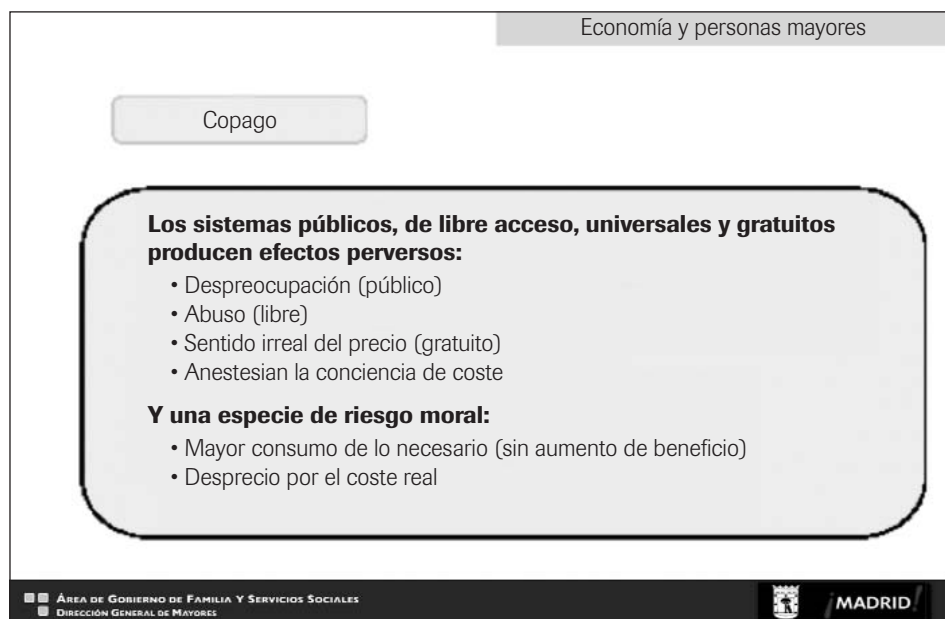 Economía y personas mayores
Copago
Los sistemas públicos, de libre acceso, universales y gratuitos
producen efectos perversos:
• Despreocupación (público)
• Abuso (libre)
• Sentido irreal del precio (gratuito)
• Anestesian la conciencia de coste
Y una especie de riesgo moral:
• Mayor consumo de lo necesario (sin aumento de beneficio)
• Desprecio por el coste real
ÁREA DE GOBIERNO DE FAMILIA Y SERVICIOS SOCIALES
DIRECCIÓN GENERAL DE MAYORES
¡MADRID!